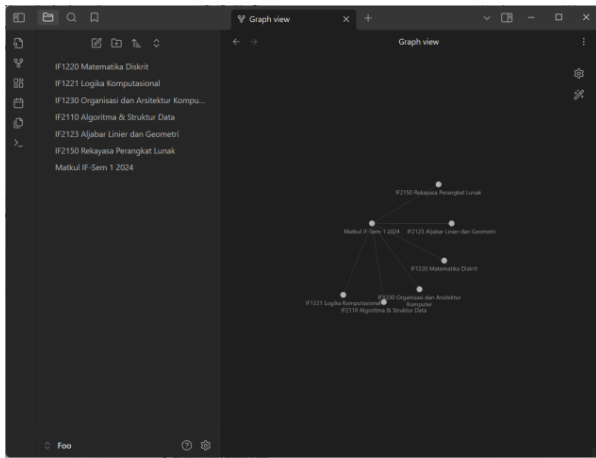 Graph view
Graph view
IF1220 Matematika Diskrit
IF1221 Logika Komputasional
IF1230 Organisasi dan Arsitektur Kompu...
IF2110 Algoritma & Struktur Data
IF2123 Aljabar Linier dan Geometri
IF2150 Rekayasa Perangkat Lunak
Matkul IF-Sem 1 2024
IF2150 Rekayasa Perangkat Lunak
Matkul IF-Sem 1 2024
IF2123 Aljabar Linier dan Geometri
IF1220 Matematika Diskrit
IF1230 Organisasi dan Arsitektur
Komputer
IF1221 Logika Komputasional
IF2110 Algoritma & Struktur Data
Foo